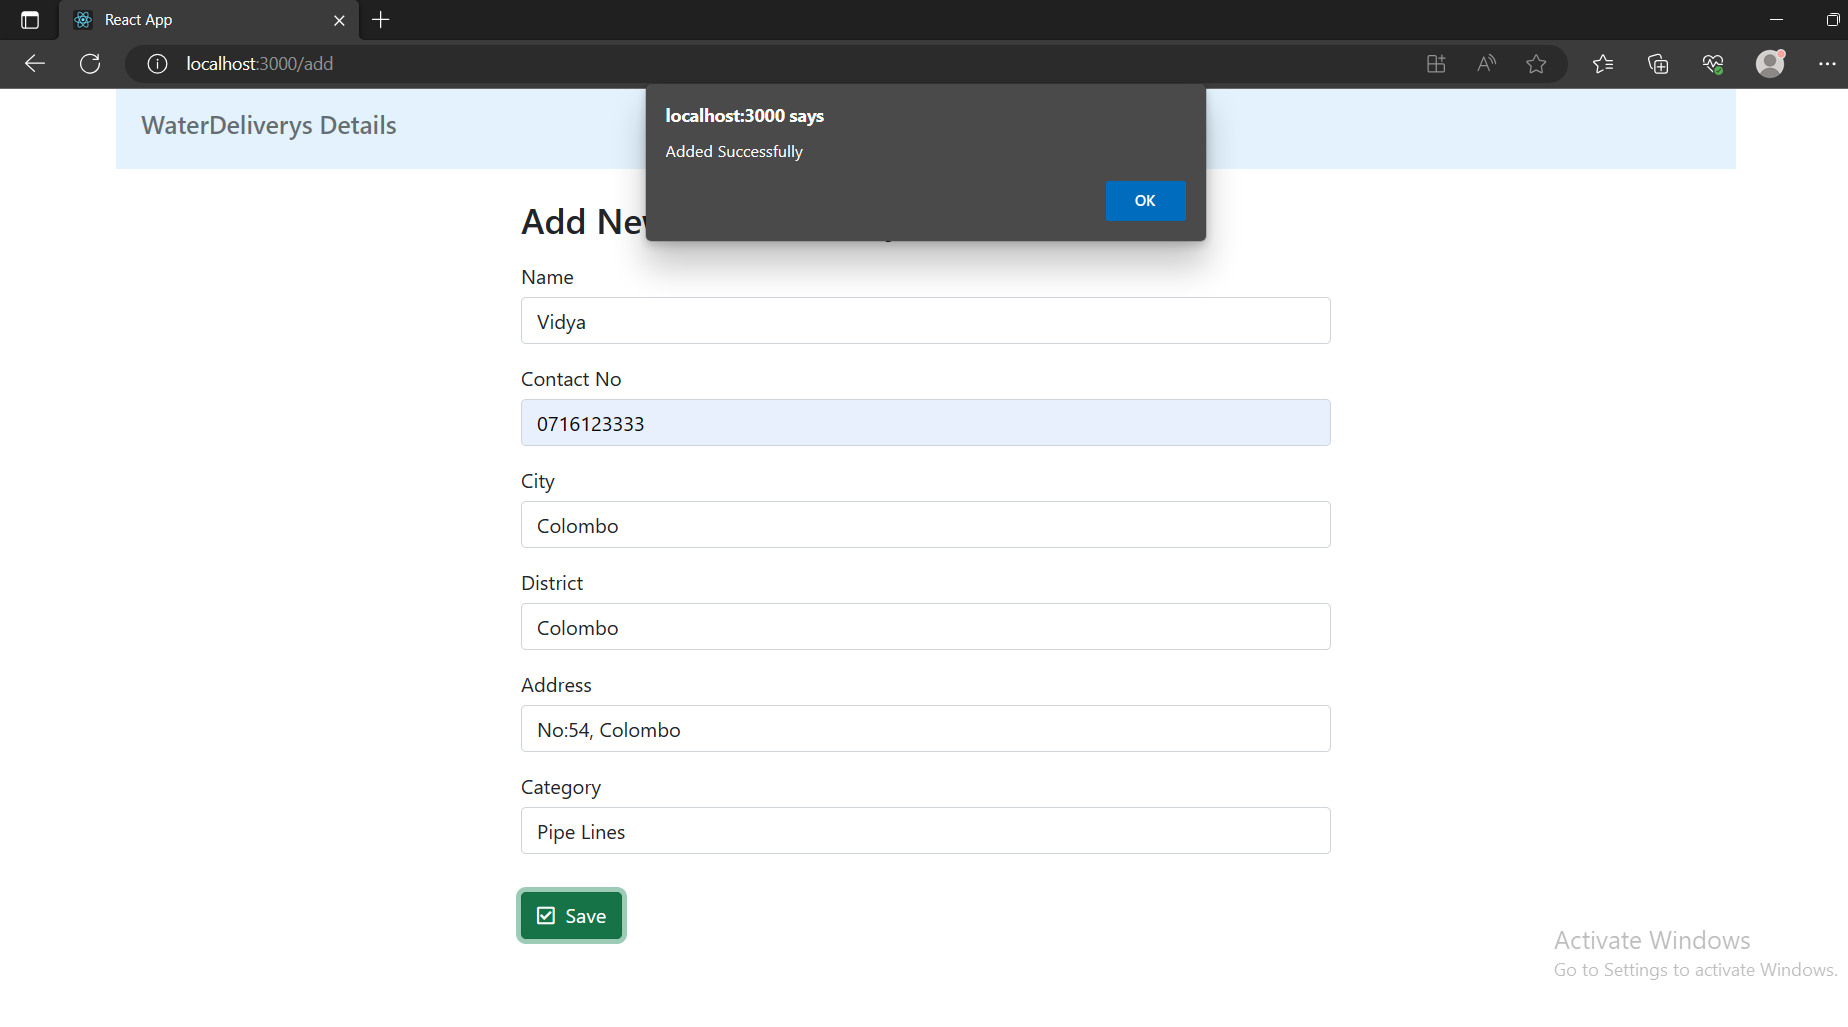 React App
localhost:3000/add
WaterDeliverys Details
localhost:3000 says
Added Successfully
OK
Add
Name
Vidya
Contact No
0716123333
City
Colombo
District
Colombo
Address
No:54, Colombo
Category
Pipe Lines
Save
Activate Windows
Go to Settings to activate Windows.